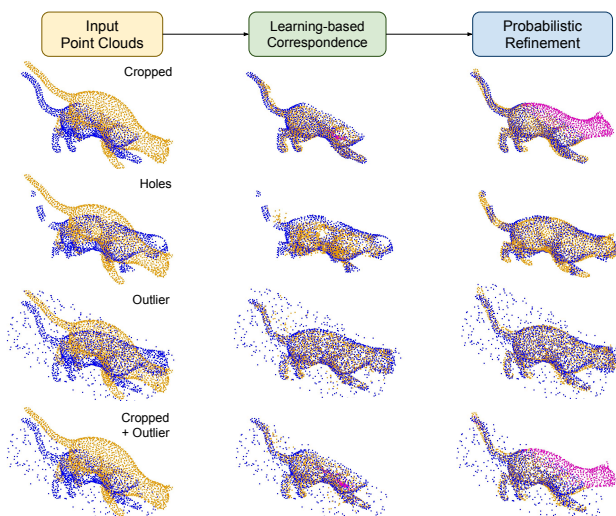 Input
Point Clouds
Learning-based
Correspondence
Probabilistic
Refinement
Cropped
Holes
Outlier
Cropped
+ Outlier